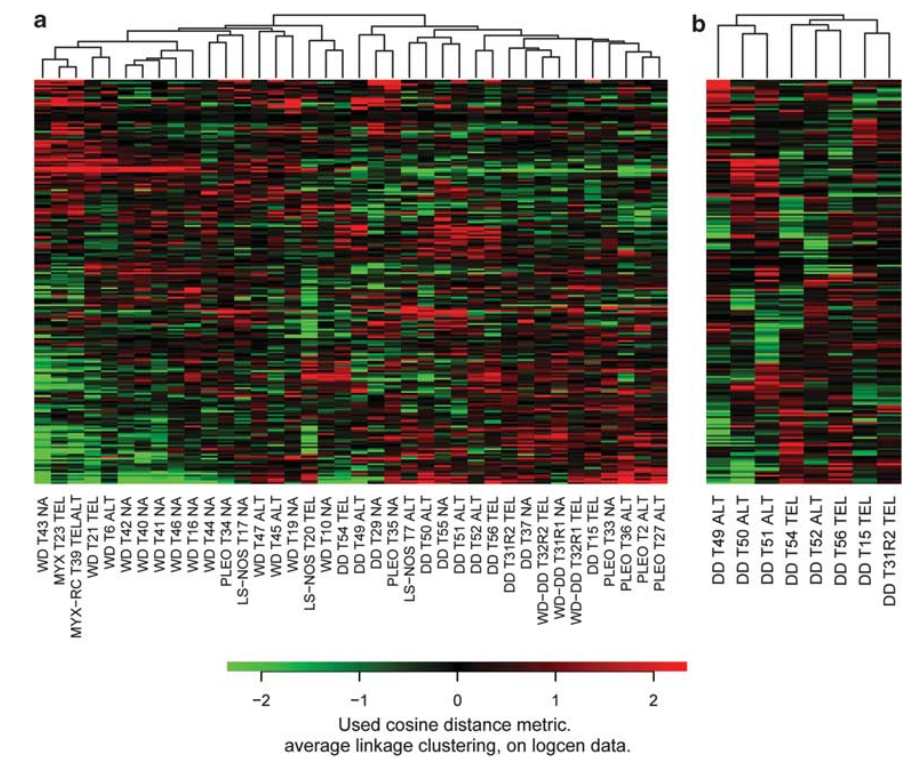 a
b
WD T43 NA
MYX T23 TEL
MYX−RC T39 TELALT
WD T21 TEL
WD T6 ALT
WD T42 NA
WD T40 NA
WD T41 NA
WD T46 NA
WD T16 NA
WD T44 NA
PLEO T34 NA
LS−NOS T17 NA
WD T47 ALT
WD T45 ALT
WD T19 NA
LS−NOS T20 TEL
WD T10 NA
DD T54 TEL
DD T49 ALT
DD T29 NA
PLEO T35 NA
LS−NOS T7 ALT
DD T50 ALT
DD T55 NA
DD T51 ALT
DD T52 ALT
DD T56 TEL
DD T31R2 TEL
DD T37 NA
WD−DD T32R2 TEL
WD−DD T31R1 NA
WD−DD T32R1 TEL
DD T15 TEL
PLEO T33 NA
PLEO T36 ALT
PLEO T2 ALT
PLEO T27 ALT
DD T49 ALT
DD T50 ALT
DD T51 ALT
DD T54 TEL
DD T52 ALT
DD T56 TEL
DD T15 TEL
DD T31R2 TEL
−2 −1 0 1 2
Used cosine distance metric.
average linkage clustering, on logcen data.